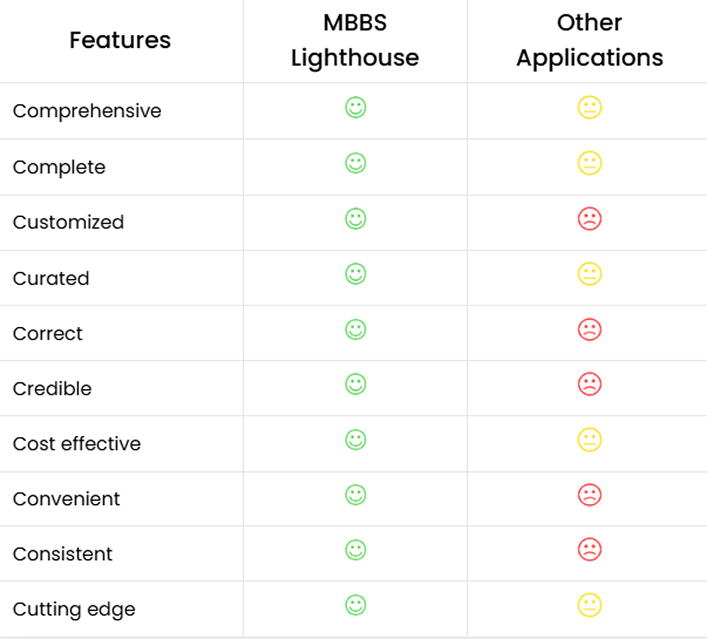 Features
MBBS
Lighthouse
Other
Applications
Comprehensive
Complete
Customized
Curated
Correct
Credible
Cost effective
Convenient
Consistent
Cutting edge